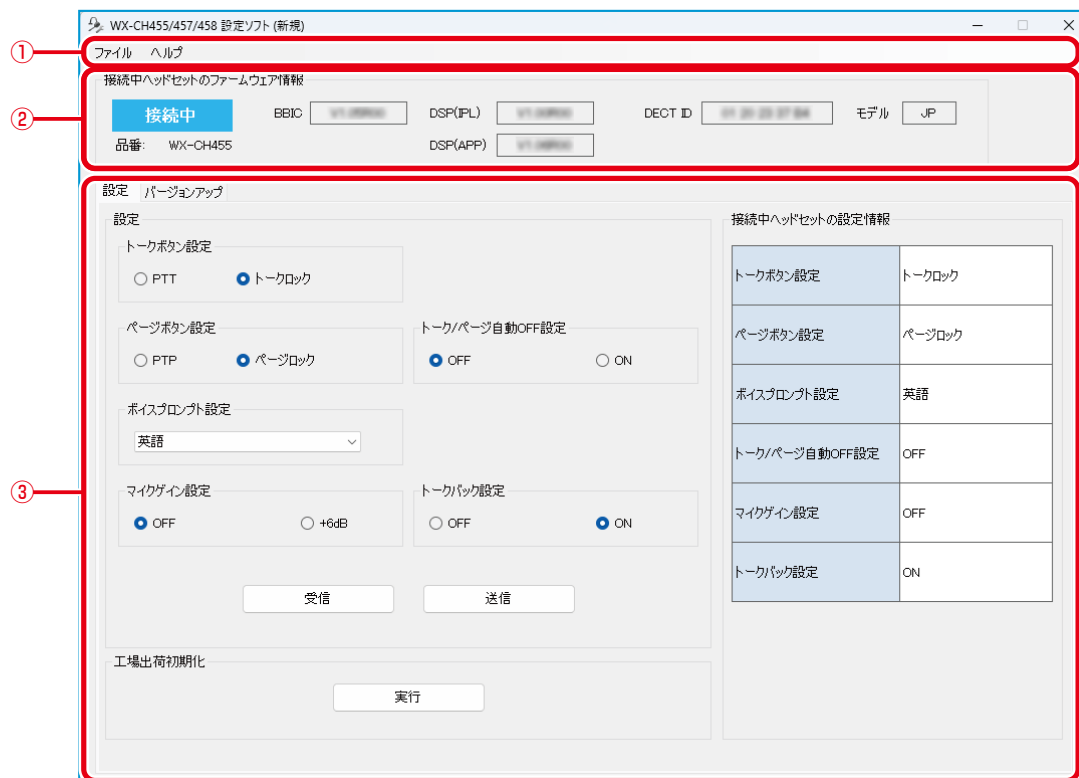 WX-CH455/457/458 設定ソフト (新規)
①
ファイル ヘルプ
②
接続中ヘッドセットのファームウェア情報
接続中 BBIC DSP(IPL) DECT ID モデル JP
品番: WX-CH455 DSP(APP)
③
設定 バージョンアップ
設定
トークボタン設定
PTT トークロック
ページボタン設定 トーク/ページ自動OFF設定
PTP ページロック OFF ON
ボイスプロンプト設定
英語
マイクゲイン設定 トークバック設定
OFF +6dB OFF ON
受信 送信
工場出荷初期化
実行
接続中ヘッドセットの設定情報
トークボタン設定 トークロック
ページボタン設定 ページロック
ボイスプロンプト設定 英語
トーク/ページ自動OFF設定 OFF
マイクゲイン設定 OFF
トークバック設定 ON